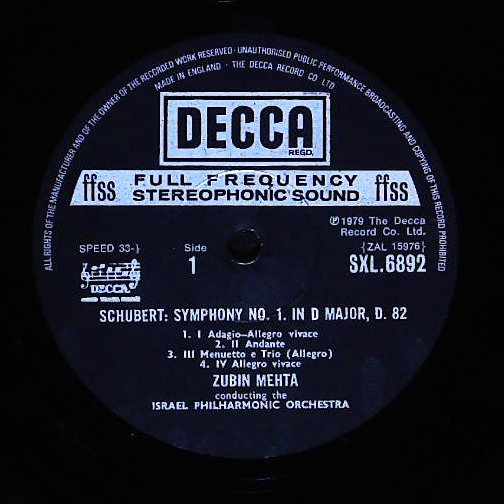 ALL RIGHTS OF THE MANUFACTURER AND OF THE OWNER OF THE RECORDED WORK RESERVED · UNAUTHORISED PUBLIC PERFORMANCE BROADCASTING AND COPYING OF THIS RECORD PROHIBITED
MADE IN ENGLAND · THE DECCA RECORD CO LTD
DECCA
REGD.
ffss FULL FREQUENCY ffss
STEREOPHONIC SOUND
℗ 1979 The Decca
Record Co. Ltd.
SPEED 33-⅓
Side
1
(ZAL 15976)
SXL.6892
DECCA
SCHUBERT: SYMPHONY NO. 1. IN D MAJOR, D. 82
1. I Adagio–Allegro vivace
2. II Andante
3. III Menuetto e Trio (Allegro)
4. IV Allegro vivace
ZUBIN MEHTA
conducting the
ISRAEL PHILHARMONIC ORCHESTRA